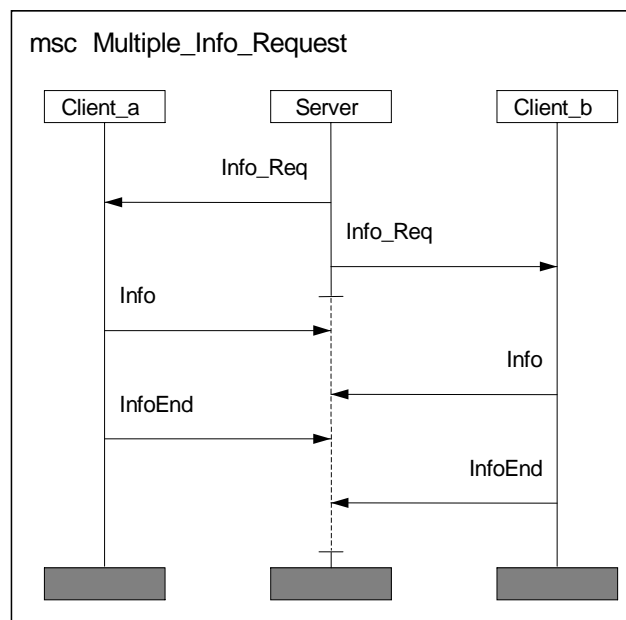 msc Multiple_Info_Request
Client_a Server Client_b
Info_Req
Info_Req
Info
Info
InfoEnd
InfoEnd